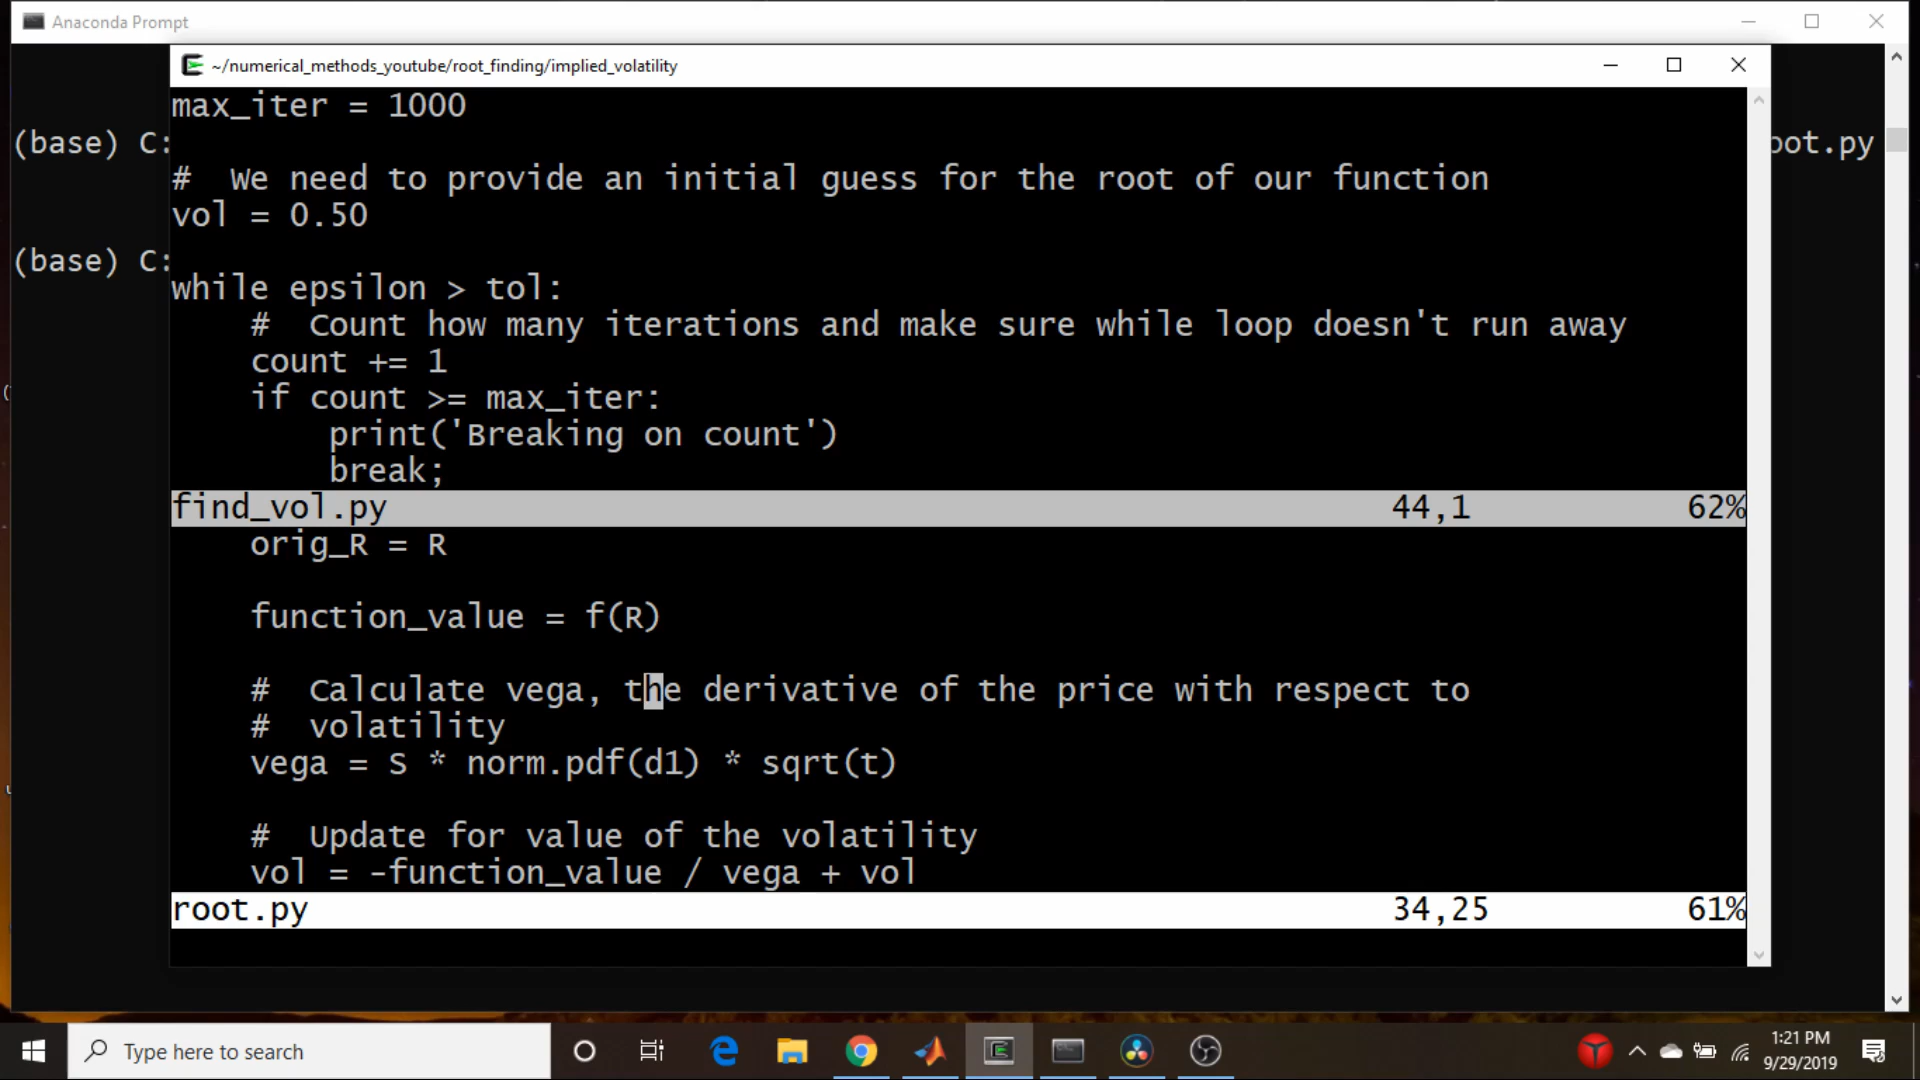 Anaconda Prompt
~/numerical_methods_youtube/root_finding/implied_volatility
(base) C:
oot.py
(base) C:
max_iter = 1000
#  We need to provide an initial guess for the root of our function
vol = 0.50
while epsilon > tol:
    #  Count how many iterations and make sure while loop doesn't run away
    count += 1
    if count >= max_iter:
        print('Breaking on count')
        break;
find_vol.py 44,1 62%
    orig_R = R
    function_value = f(R)
    #  Calculate vega, the derivative of the price with respect to
    #  volatility
    vega = S * norm.pdf(d1) * sqrt(t)
    #  Update for value of the volatility
    vol = -function_value / vega + vol
root.py 34,25 61%
Type here to search
1:21 PM
9/29/2019